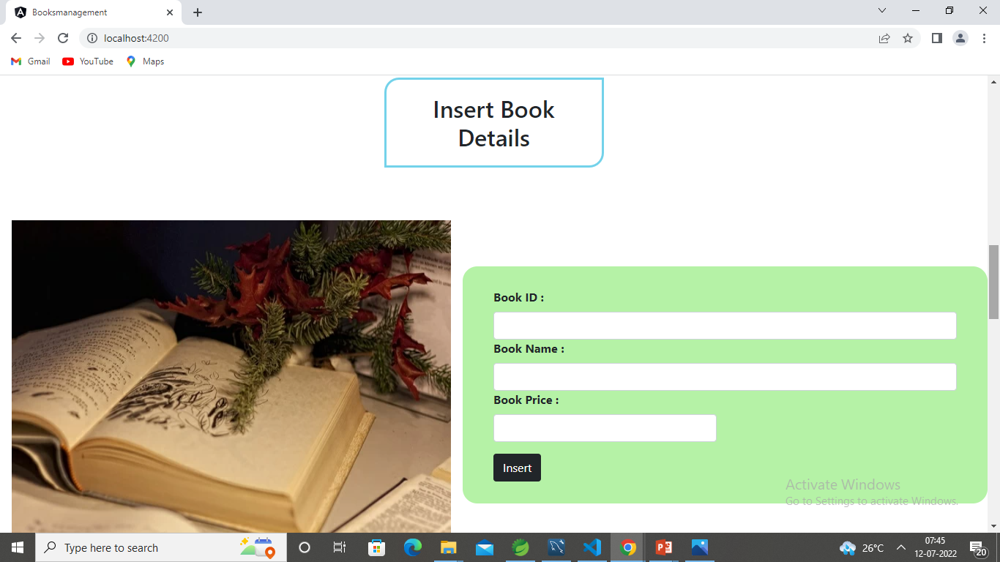 Booksmanagement
localhost:4200
Gmail
YouTube
Maps
Insert Book
Details
Book ID :
Book Name :
Book Price :
Insert
Activate Windows
Go to Settings to activate Windows.
Type here to search
26°C
07:45
12-07-2022
20